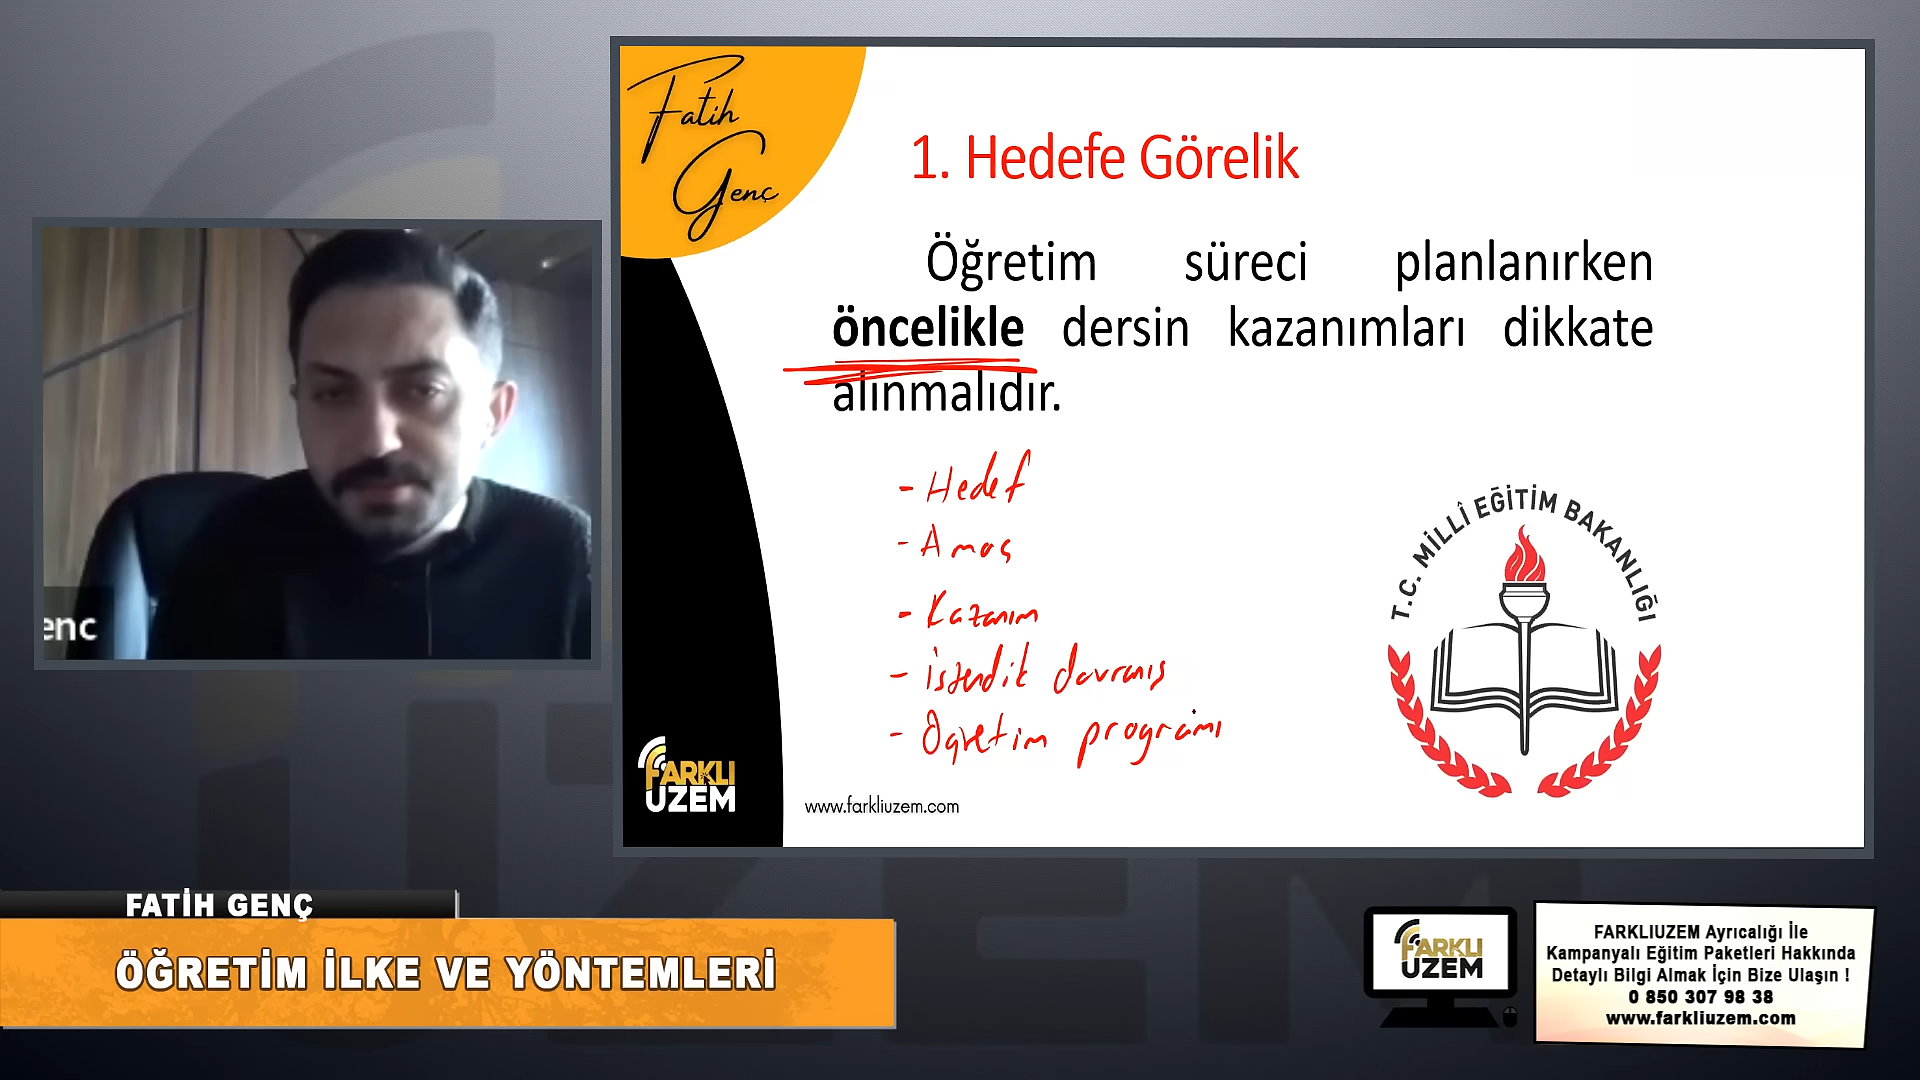 Fatih
Genç
1. Hedefe Görelik
Öğretim süreci planlanırken
öncelikle dersin kazanımları dikkate
alınmalıdır.
- Hedef
- Amaç
- Kazanım
- İstendik davranış
- Öğretim programı
T.C. MİLLÎ EĞİTİM BAKANLIĞI
enc
FARKLI
UZEM
www.farkliuzem.com
FATİH GENÇ
ÖĞRETİM İLKE VE YÖNTEMLERİ
FARKLI
UZEM
FARKLIUZEM Ayrıcalığı İle
Kampanyalı Eğitim Paketleri Hakkında
Detaylı Bilgi Almak İçin Bize Ulaşın !
0 850 307 98 38
www.farkliuzem.com